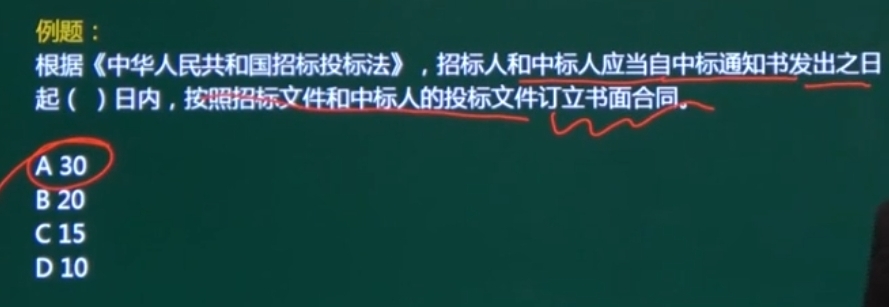 例题：
根据《中华人民共和国招标投标法》，招标人和中标人应当自中标通知书发出之日
起（ ）日内，按照招标文件和中标人的投标文件订立书面合同。
A 30
B 20
C 15
D 10